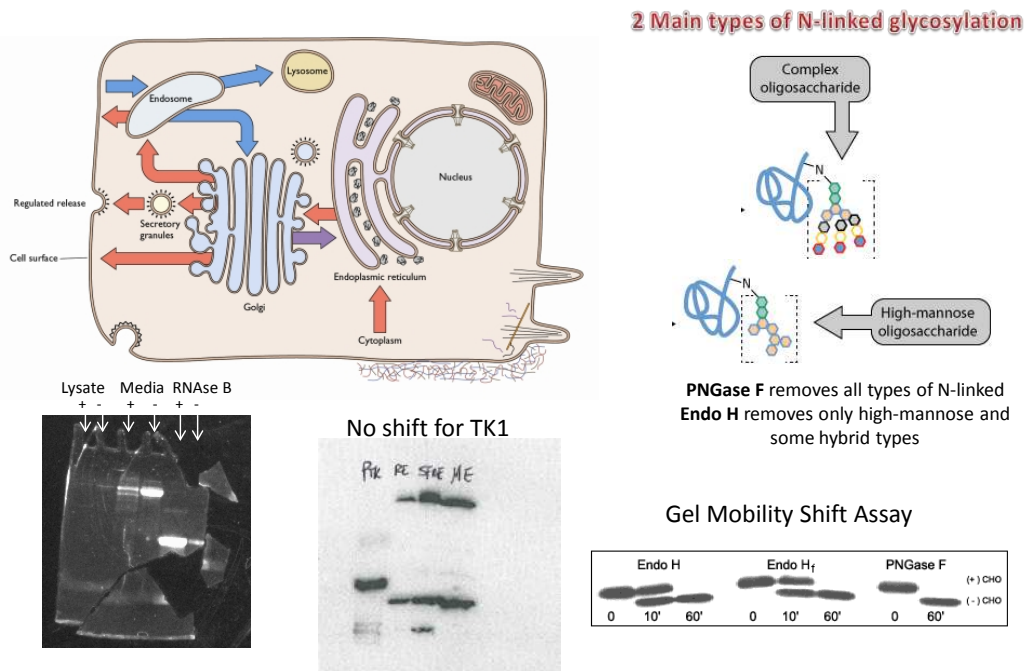 2 Main types of N-linked glycosylation
Lysosome
Endosome
Nucleus
Regulated release
Secretory
granules
Cell surface
Golgi
Endoplasmic reticulum
Cytoplasm
Complex
oligosaccharide
N
N
High-mannose
oligosaccharide
PNGase F removes all types of N-linked
Endo H removes only high-mannose and
some hybrid types
Lysate Media RNAse B
+ - + - + -
No shift for TK1
RE SFRE ME
Gel Mobility Shift Assay
Endo H Endo Hf PNGase F
(+) CHO
(-) CHO
0 10' 60' 0 10' 60' 0 60'